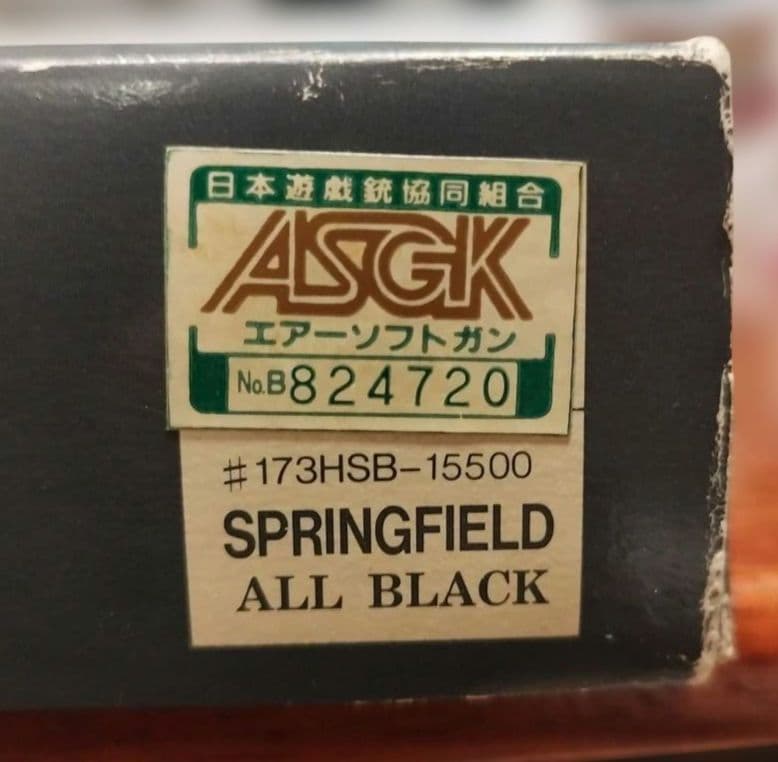 日本遊戯銃協同組合
ASGK
エアーソフトガン
No.B824720
#173HSB-15500
SPRINGFIELD
ALL BLACK